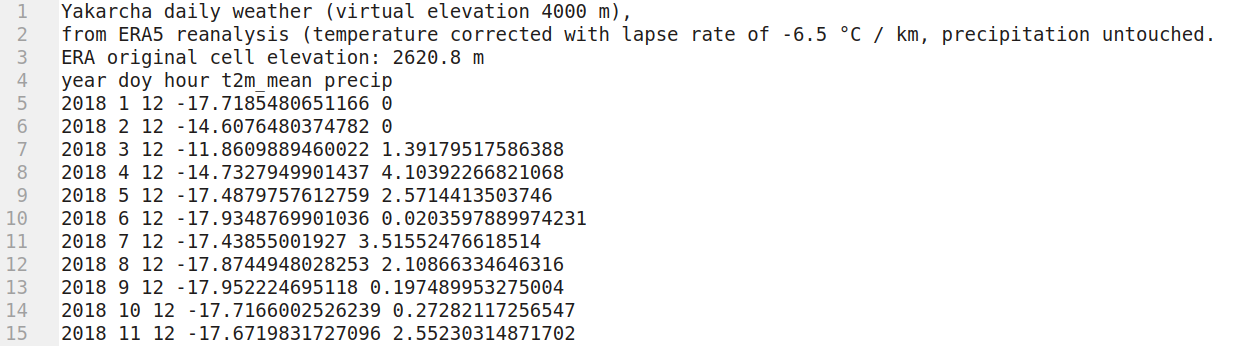 1 Yakarcha daily weather (virtual elevation 4000 m),
2 from ERA5 reanalysis (temperature corrected with lapse rate of -6.5 °C / km, precipitation untouched.
3 ERA original cell elevation: 2620.8 m
4 year doy hour t2m_mean precip
5 2018 1 12 -17.7185480651166 0
6 2018 2 12 -14.6076480374782 0
7 2018 3 12 -11.8609889460022 1.39179517586388
8 2018 4 12 -14.7327949901437 4.10392266821068
9 2018 5 12 -17.4879757612759 2.5714413503746
10 2018 6 12 -17.9348769901036 0.0203597889974231
11 2018 7 12 -17.43855001927 3.51552476618514
12 2018 8 12 -17.8744948028253 2.10866334646316
13 2018 9 12 -17.952224695118 0.197489953275004
14 2018 10 12 -17.7166002526239 0.27282117256547
15 2018 11 12 -17.6719831727096 2.55230314871702